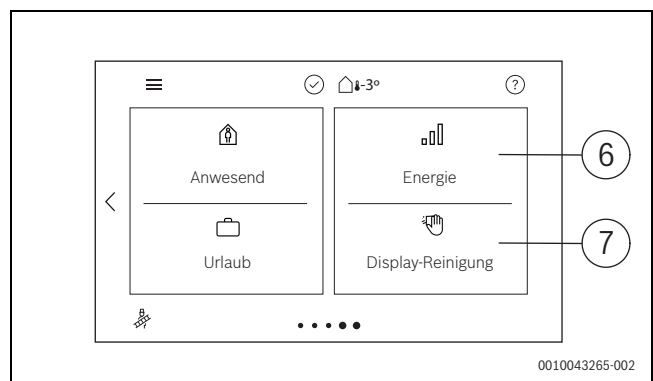 -3°
?
Anwesend
Energie
6
Urlaub
Display-Reinigung
7
0010043265-002